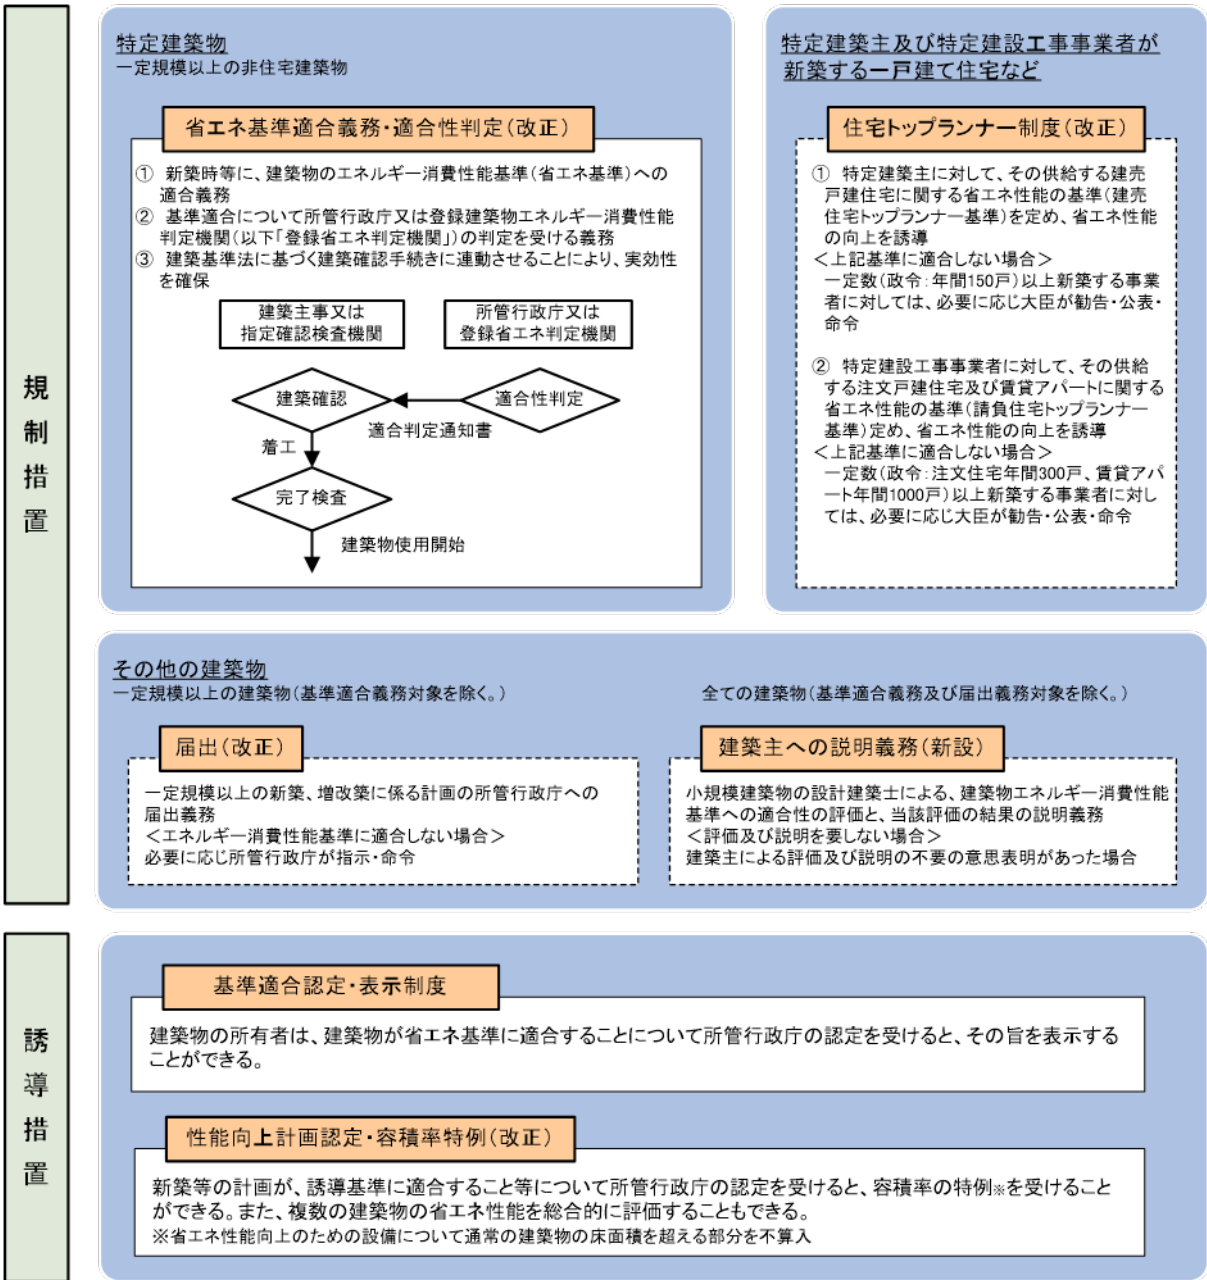 規制措置
特定建築物
一定規模以上の非住宅建築物
省エネ基準適合義務・適合性判定(改正)
① 新築時等に、建築物のエネルギー消費性能基準(省エネ基準)への
適合義務
② 基準適合について所管行政庁又は登録建築物エネルギー消費性能
判定機関(以下「登録省エネ判定機関」)の判定を受ける義務
③ 建築基準法に基づく建築確認手続きに連動させることにより、実効性
を確保
建築主事又は
指定確認検査機関
所管行政庁又は
登録省エネ判定機関
建築確認
適合性判定
適合判定通知書
着工
完了検査
建築物使用開始
特定建築主及び特定建設工事事業者が
新築する一戸建て住宅など
住宅トップランナー制度(改正)
① 特定建築主に対して、その供給する建売
戸建住宅に関する省エネ性能の基準(建売
住宅トップランナー基準)を定め、省エネ性能
の向上を誘導
<上記基準に適合しない場合>
一定数(政令:年間150戸)以上新築する事業
者に対しては、必要に応じ大臣が勧告・公表・
命令
② 特定建設工事事業者に対して、その供給
する注文戸建住宅及び賃貸アパートに関する
省エネ性能の基準(請負住宅トップランナー
基準)定め、省エネ性能の向上を誘導
<上記基準に適合しない場合>
一定数(政令:注文住宅年間300戸、賃貸アパ
ート年間1000戸)以上新築する事業者に対し
ては、必要に応じ大臣が勧告・公表・命令
その他の建築物
一定規模以上の建築物(基準適合義務対象を除く。)
届出(改正)
一定規模以上の新築、増改築に係る計画の所管行政庁への
届出義務
<エネルギー消費性能基準に適合しない場合>
必要に応じ所管行政庁が指示・命令
全ての建築物(基準適合義務及び届出義務対象を除く。)
建築主への説明義務(新設)
小規模建築物の設計建築士による、建築物エネルギー消費性能
基準への適合性の評価と、当該評価の結果の説明義務
<評価及び説明を要しない場合>
建築主による評価及び説明の不要の意思表明があった場合
誘導措置
基準適合認定・表示制度
建築物の所有者は、建築物が省エネ基準に適合することについて所管行政庁の認定を受けると、その旨を表示する
ことができる。
性能向上計画認定・容積率特例(改正)
新築等の計画が、誘導基準に適合すること等について所管行政庁の認定を受けると、容積率の特例※を受けること
ができる。また、複数の建築物の省エネ性能を総合的に評価することもできる。
※省エネ性能向上のための設備について通常の建築物の床面積を超える部分を不算入